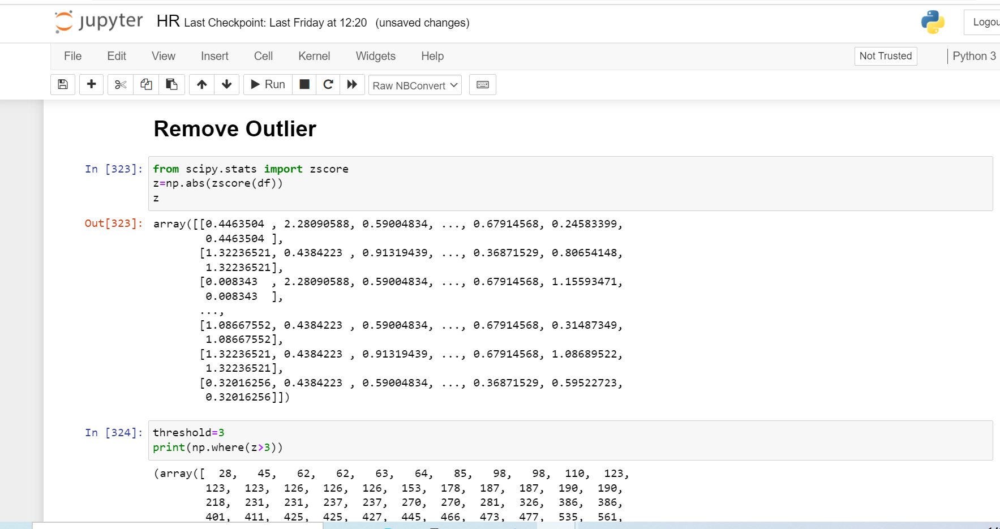 jupyter HR Last Checkpoint: Last Friday at 12:20 (unsaved changes)
File Edit View Insert Cell Kernel Widgets Help Not Trusted Python 3
Run Raw NBConvert
Remove Outlier
In [323]: from scipy.stats import zscore
z=np.abs(zscore(df))
z
Out[323]: array([[0.4463504 , 2.28090588, 0.59004834, ..., 0.67914568, 0.24583399,
0.4463504 ],
[1.32236521, 0.4384223 , 0.91319439, ..., 0.36871529, 0.80654148,
1.32236521],
[0.008343  , 2.28090588, 0.59004834, ..., 0.67914568, 1.15593471,
0.008343  ],
...,
[1.08667552, 0.4384223 , 0.59004834, ..., 0.67914568, 0.31487349,
1.08667552],
[1.32236521, 0.4384223 , 0.91319439, ..., 0.67914568, 1.08689522,
1.32236521],
[0.32016256, 0.4384223 , 0.59004834, ..., 0.36871529, 0.59522723,
0.32016256]])
In [324]: threshold=3
print(np.where(z>3))
(array([ 28, 45, 62, 62, 63, 64, 85, 98, 98, 110, 123,
123, 123, 126, 126, 126, 153, 178, 187, 187, 190, 190,
218, 231, 231, 237, 237, 270, 270, 281, 326, 386, 386,
401, 411, 425, 425, 427, 445, 466, 473, 477, 535, 561,